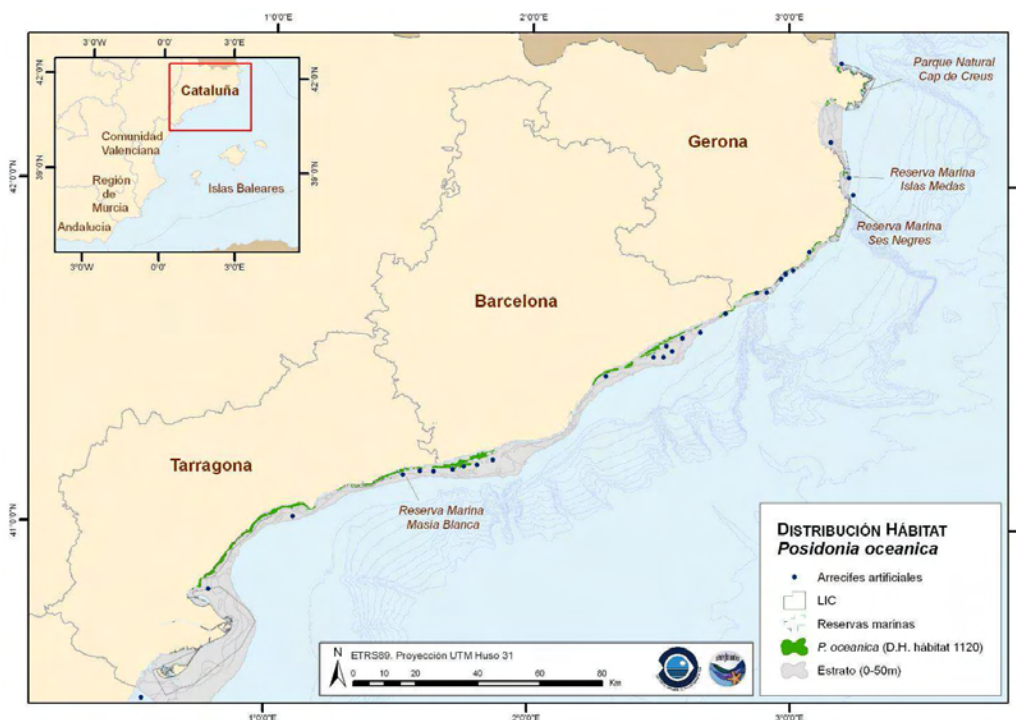 1°0'0"E 2°0'0"E 3°0'0"E
3°0'W 0°0' 3°0'E
42°0'N
42°0'N
Cataluña
Comunidad
Valenciana
39°0'N
39°0'N
Región
de
Murcia
Islas Baleares
Andalucía
3°0'W 0°0' 3°0'E
Parque Natural
Cap de Creus
Gerona
42°0'0"N
Reserva Marina
Islas Medas
Reserva Marina
Ses Negres
Barcelona
Tarragona
Reserva Marina
Masia Blanca
41°0'0"N
DISTRIBUCIÓN HÁBITAT
Posidonia oceanica
Arrecifes artificiales
LIC
Reservas marinas
P. oceanica (D.H. hábitat 1120)
Estrato (0-50m)
N
ETRS89. Proyección UTM Huso 31
0 10 20 40 60 80
Km
1°0'0"E 2°0'0"E 3°0'0"E